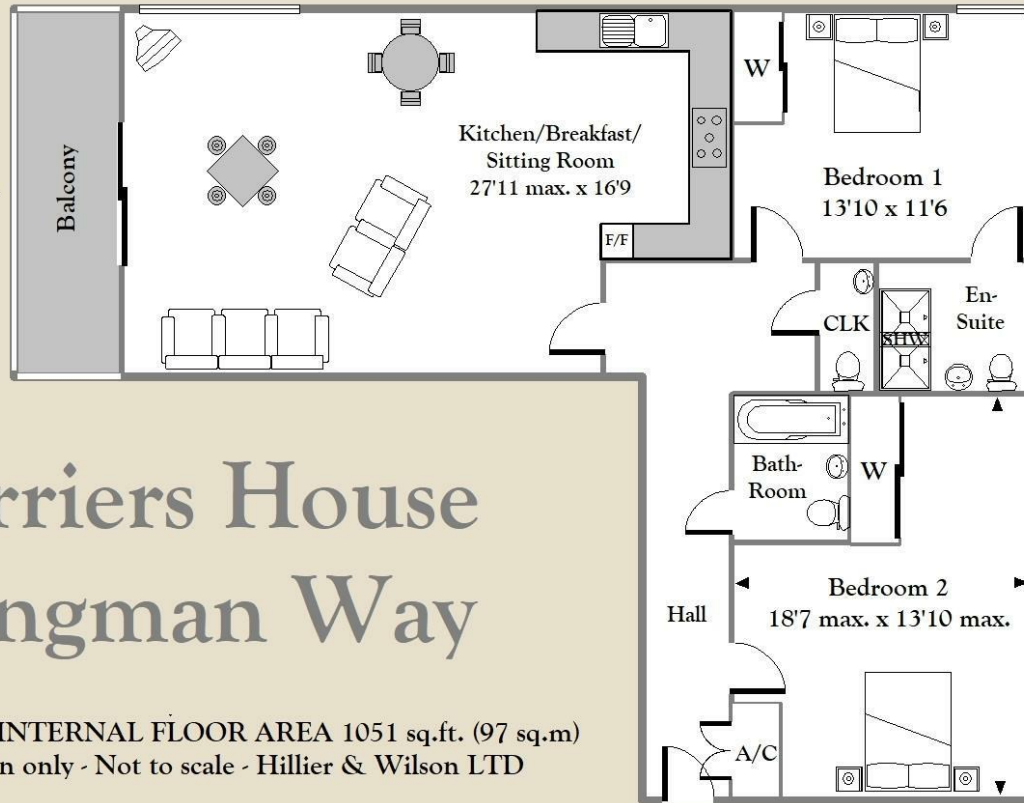 W
Kitchen/Breakfast/
Sitting Room
27'11 max. x 16'9
Balcony
Bedroom 1
13'10 x 11'6
F/F
CLK
SHW
En-
Suite
Bath-
Room
W
rriers House
ngman Way
Hall
Bedroom 2
18'7 max. x 13'10 max.
A/C
INTERNAL FLOOR AREA 1051 sq.ft. (97 sq.m)
n only - Not to scale - Hillier & Wilson LTD